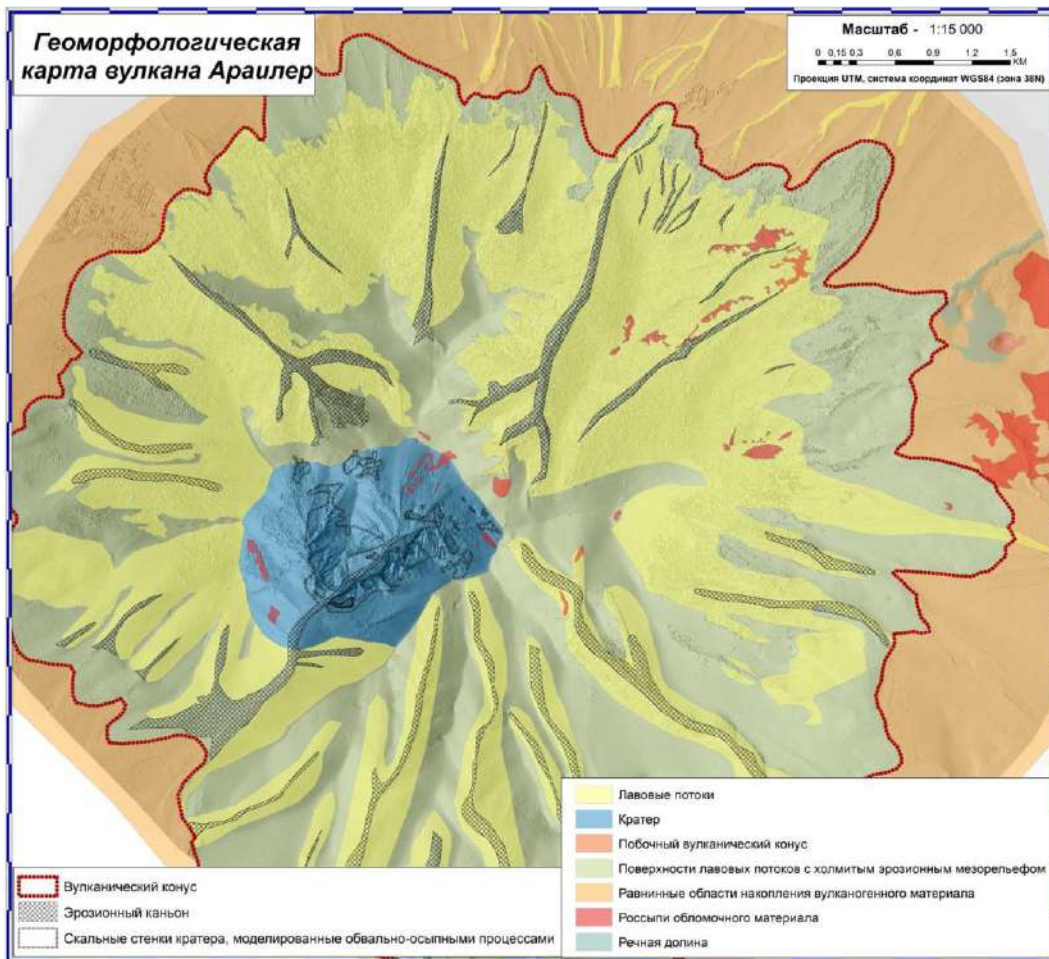 Геоморфологическая
карта вулкана Араилер
Масштаб - 1:15 000
0 0,15 0,3 0,6 0,9 1,2 1,5
КМ
Проекция UTM, система координат WGS84 (зона 38N)
Вулканический конус
Эрозионный каньон
Скальные стенки кратера, моделированные обвально-осыпными процессами
Лавовые потоки
Кратер
Побочный вулканический конус
Поверхности лавовых потоков с холмитым эрозионным мезорельефом
Равнинные области накопления вулканогенного материала
Россыпи обломочного материала
Речная долина